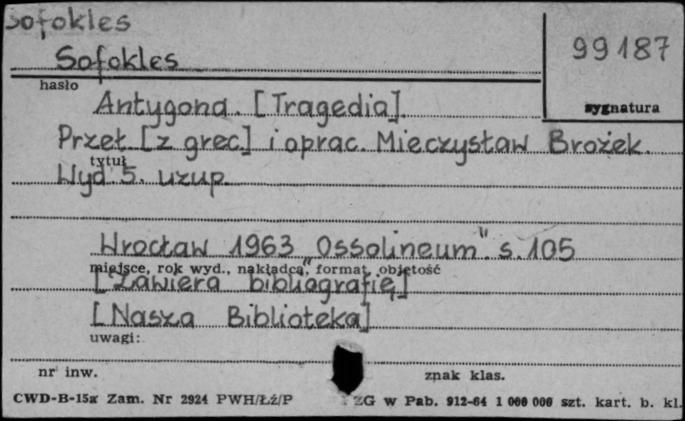 Sofokles
Sofokles
99187
hasło
sygnatura
Antygona. [Tragedia].
Przeł. [z grec.] i oprac. Mieczysław Brożek.
tytuł
Wyd. 5. uzup.
Wrocław 1963 „Ossolineum". s. 105
miejsce, rok wyd., nakładca, format, objętość
[Zawiera bibliografię]
[Nasza Biblioteka]
uwagi:
nr inw.
znak klas.
CWD-B-15a Zam. Nr 2924 PWH/Łź/P
ZG w Pab. 912-64 1 000 000 szt. kart. b. kl.